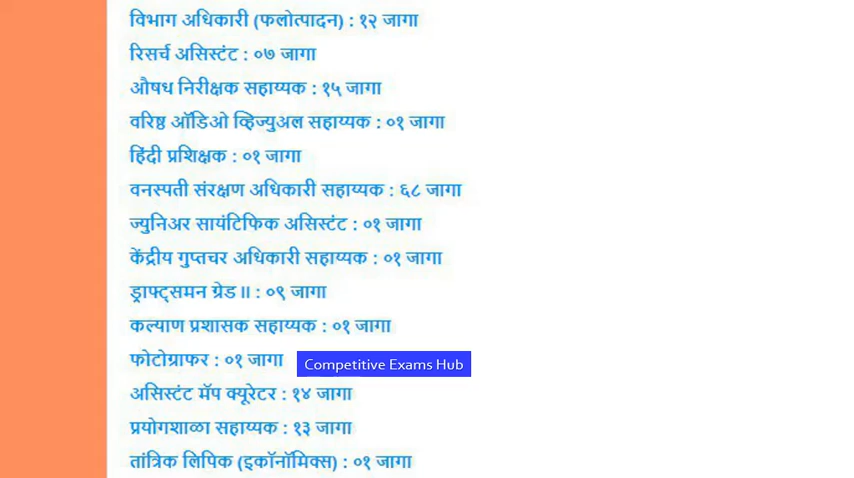 विभाग अधिकारी (फलोत्पादन) : १२ जागा
रिसर्च असिस्टंट : ०७ जागा
औषध निरीक्षक सहाय्यक : १५ जागा
वरिष्ठ ऑडिओ व्हिज्युअल सहाय्यक : ०१ जागा
हिंदी प्रशिक्षक : ०१ जागा
वनस्पती संरक्षण अधिकारी सहाय्यक : ६८ जागा
ज्युनिअर सायंटिफिक असिस्टंट : ०१ जागा
केंद्रीय गुप्तचर अधिकारी सहाय्यक : ०१ जागा
ड्राफ्ट्समन ग्रेड II : ०९ जागा
कल्याण प्रशासक सहाय्यक : ०१ जागा
फोटोग्राफर : ०१ जागा
Competitive Exams Hub
असिस्टंट मॅप क्यूरेटर : १४ जागा
प्रयोगशाळा सहाय्यक : १३ जागा
तांत्रिक लिपिक (इकॉनॉमिक्स) : ०१ जागा